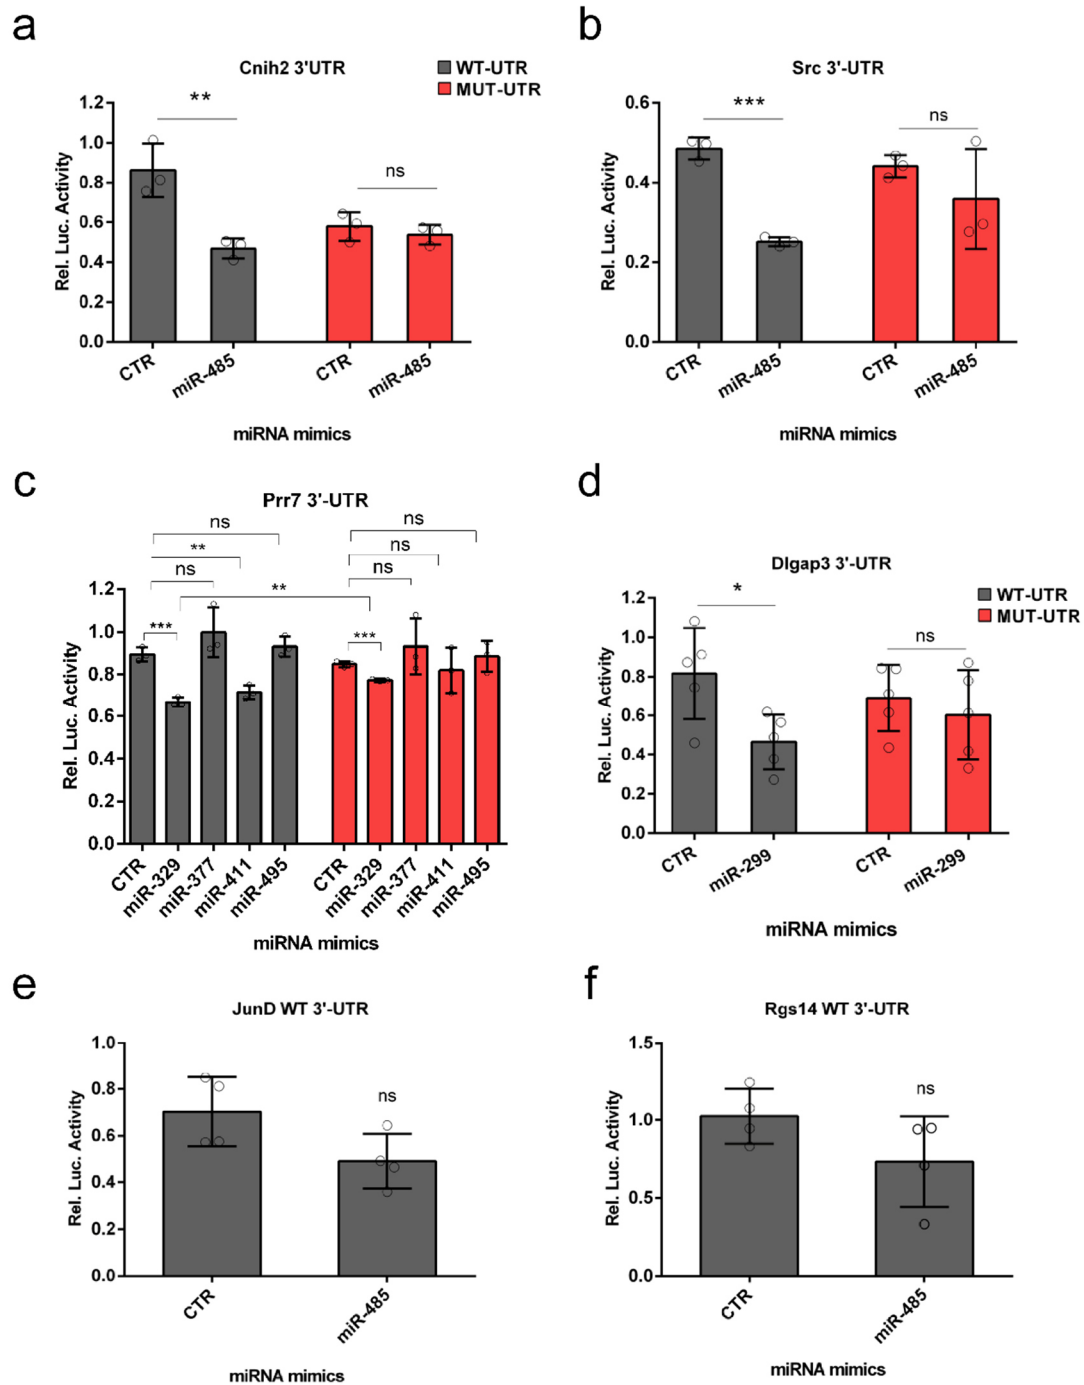 a
Cnih2 3'UTR
WT-UTR
MUT-UTR
**
ns
Rel. Luc. Activity
1.2
1.0
0.8
0.6
0.4
0.2
0.0
CTR
miR-485
CTR
miR-485
miRNA mimics
b
Src 3'-UTR
***
ns
Rel. Luc. Activity
0.6
0.4
0.2
0.0
CTR
miR-485
CTR
miR-485
miRNA mimics
c
Prr7 3'-UTR
ns
**
ns
**
***
ns
ns
ns
***
Rel. Luc. Activity
1.2
1.0
0.8
0.6
0.4
0.2
0.0
CTR
miR-329
miR-377
miR-411
miR-495
CTR
miR-329
miR-377
miR-411
miR-495
miRNA mimics
d
Dlgap3 3'-UTR
WT-UTR
MUT-UTR
*
ns
Rel. Luc. Activity
1.2
1.0
0.8
0.6
0.4
0.2
0.0
CTR
miR-299
CTR
miR-299
miRNA mimics
e
JunD WT 3'-UTR
ns
Rel. Luc. Activity
1.0
0.8
0.6
0.4
0.2
0.0
CTR
miR-485
miRNA mimics
f
Rgs14 WT 3'-UTR
ns
Rel. Luc. Activity
1.5
1.0
0.5
0.0
CTR
miR-485
miRNA mimics